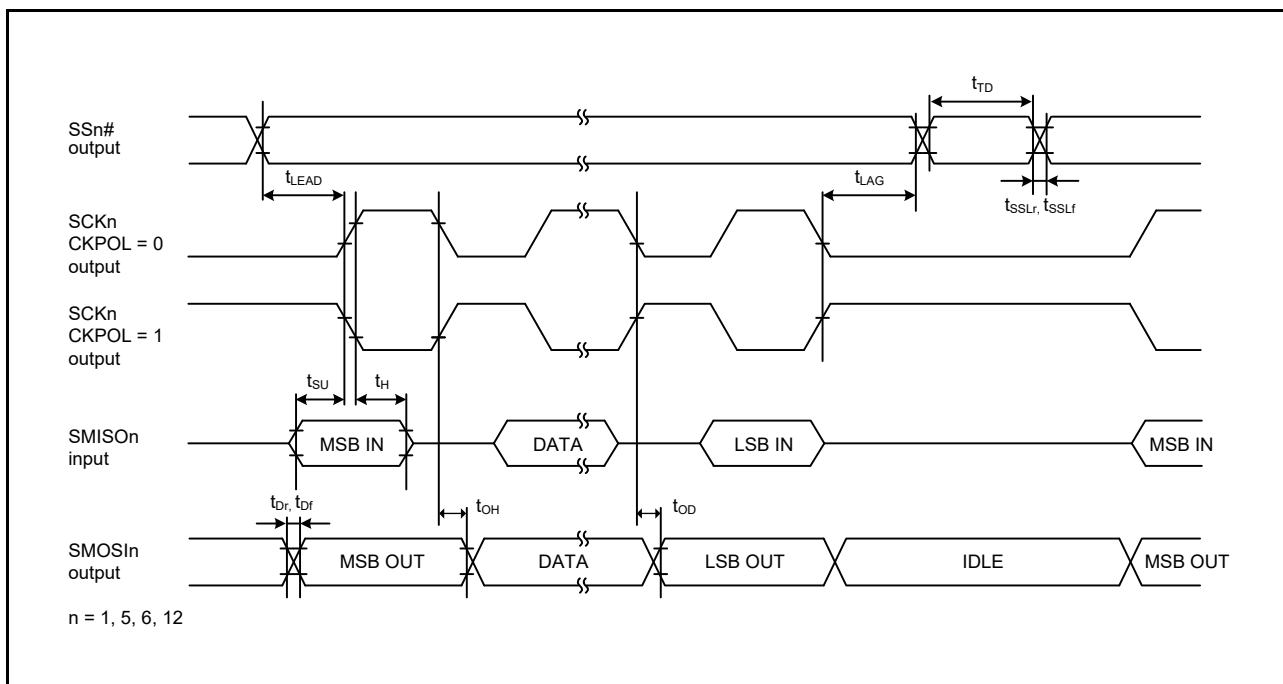 tTD
SSn#
output
tLEAD
tLAG
tSSLr, tSSLf
SCKn
CKPOL = 0
output
SCKn
CKPOL = 1
output
tSU
tH
SMISOn
input
MSB IN
DATA
LSB IN
MSB IN
tDr, tDf
tOH
tOD
SMOSIn
output
MSB OUT
DATA
LSB OUT
IDLE
MSB OUT
n = 1, 5, 6, 12